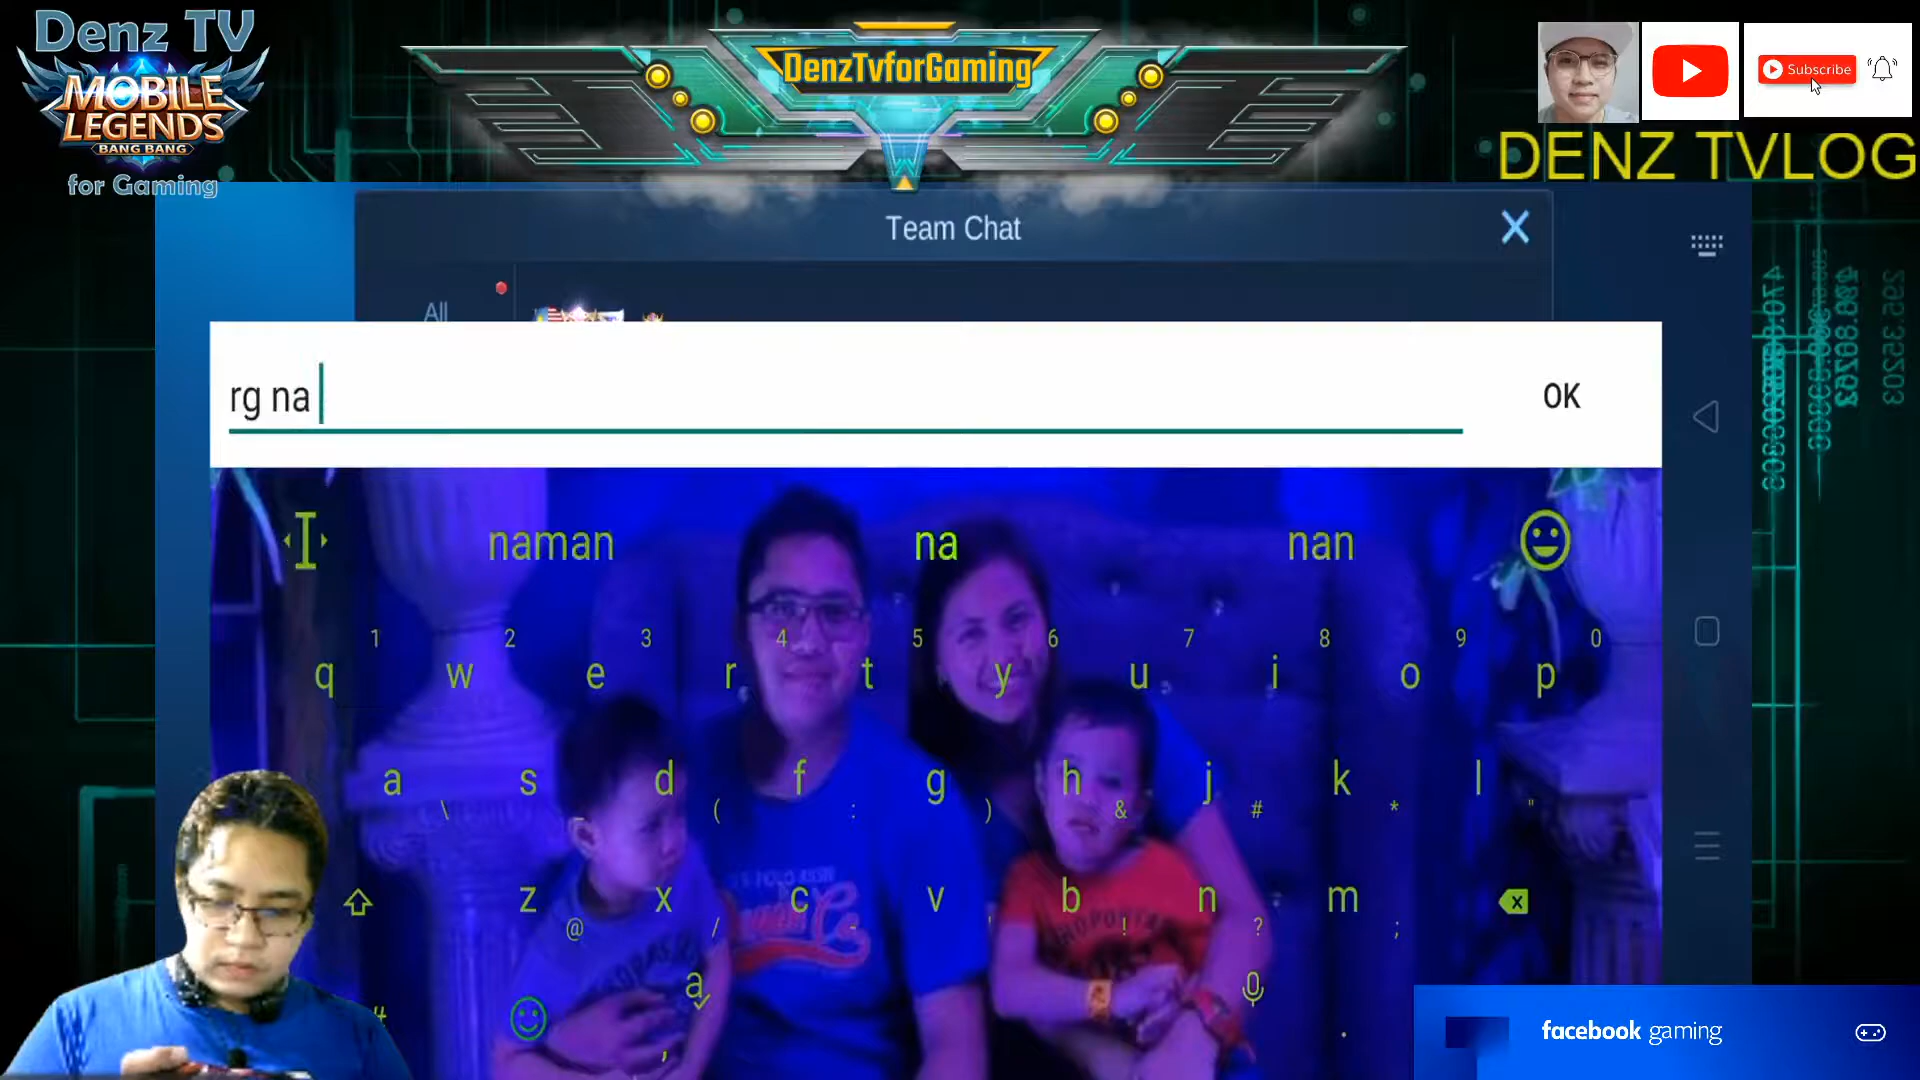 Denz TV
MOBILE
LEGENDS
BANG BANG
for Gaming
DenzTvforGaming
Subscribe
DENZ TVLOG
Team Chat
X
All
rg na
OK
naman na nan
1 2 3 4 5 6 7 8 9 0
q w e r t y u i o p
a s d f g h j k l
\ _ ( : ) & # * "
z x c v b n m
@ / - ' ! ? ;
a
, .
facebook gaming